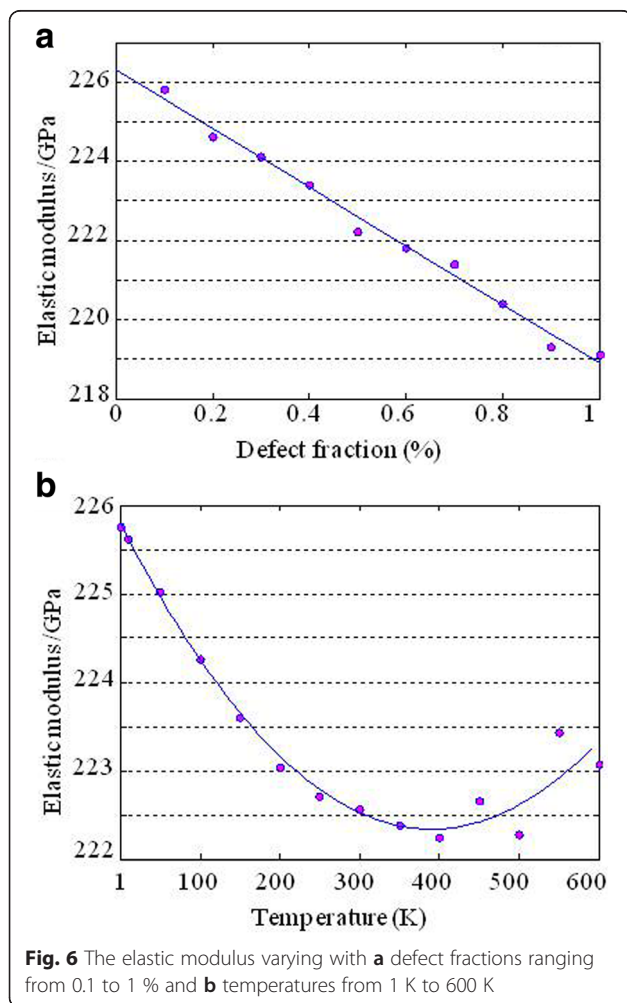 a
226
224
222
220
218
Elastic modulus/GPa
0 0.2 0.4 0.6 0.8 1
Defect fraction (%)
b
226
225
224
223
222
Elastic modulus/GPa
1 100 200 300 400 500 600
Temperature (K)
Fig. 6 The elastic modulus varying with a defect fractions ranging
from 0.1 to 1 % and b temperatures from 1 K to 600 K